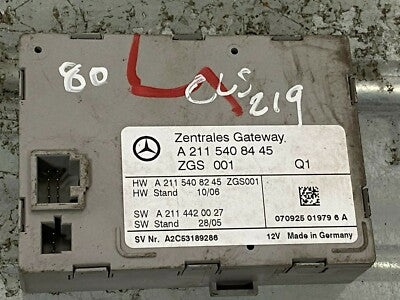 80
CLS
219
Zentrales Gateway
A 211 540 84 45
ZGS 001 Q1
HW A 211 540 82 45 ZGS001
HW Stand 10/06
SW A 211 442 00 27
SW Stand 28/05
070925 01979 6 A
SV Nr. A2C53189286 12V Made in Germany